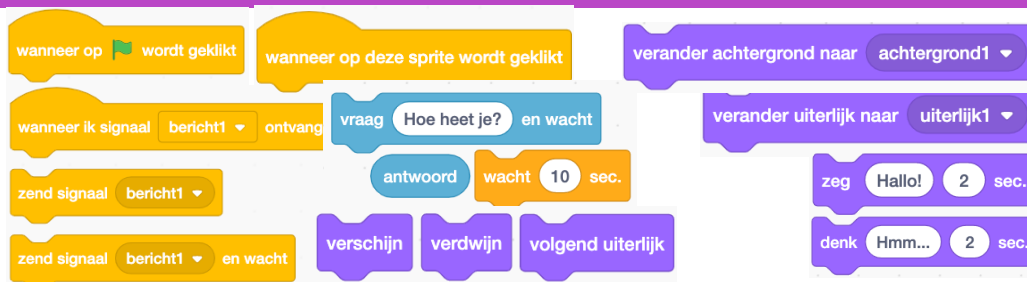 wanneer op wordt geklikt
wanneer op deze sprite wordt geklikt
verander achtergrond naar achtergrond1
wanneer ik signaal bericht1 ontvang
vraag Hoe heet je? en wacht
verander uiterlijk naar uiterlijk1
antwoord
wacht 10 sec.
zend signaal bericht1
zeg Hallo! 2 sec.
verschijn
verdwijn
volgend uiterlijk
zend signaal bericht1 en wacht
denk Hmm... 2 sec.